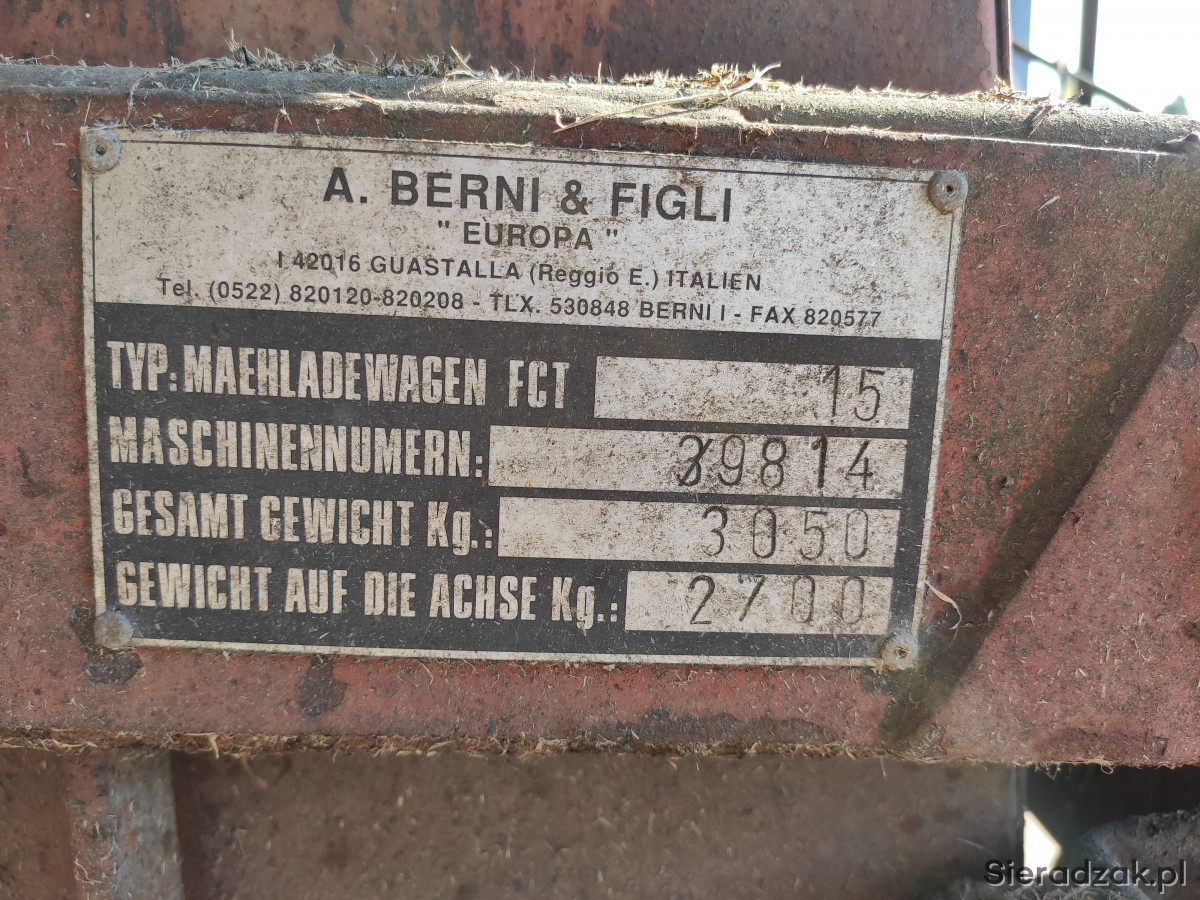 A. BERNI & FIGLI
" EUROPA "
I 42016 GUASTALLA (Reggio E.) ITALIEN
Tel. (0522) 820120-820208 - TLX. 530848 BERNI I - FAX 820577
TYP: MAEHLADEWAGEN FCT 15
MASCHINENNUMERN: 39814
GESAMT GEWICHT Kg.: 3050
GEWICHT AUF DIE ACHSE Kg.: 2700
Sieradzak.pl